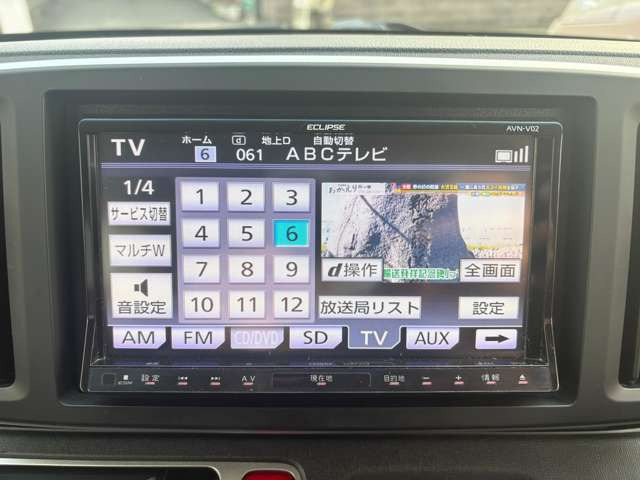 ECLIPSE
AVN-V02
TV ホーム 6 d 地上D 自動切替
061 ABCテレビ
1/4
サービス切替
マルチW
音設定
1 2 3
4 5 6
7 8 9
10 11 12
おかえり
d操作
全画面
放送局リスト
設定
AM FM CD/DVD SD TV AUX
設定 AV 現在地 目的地 − + 情報